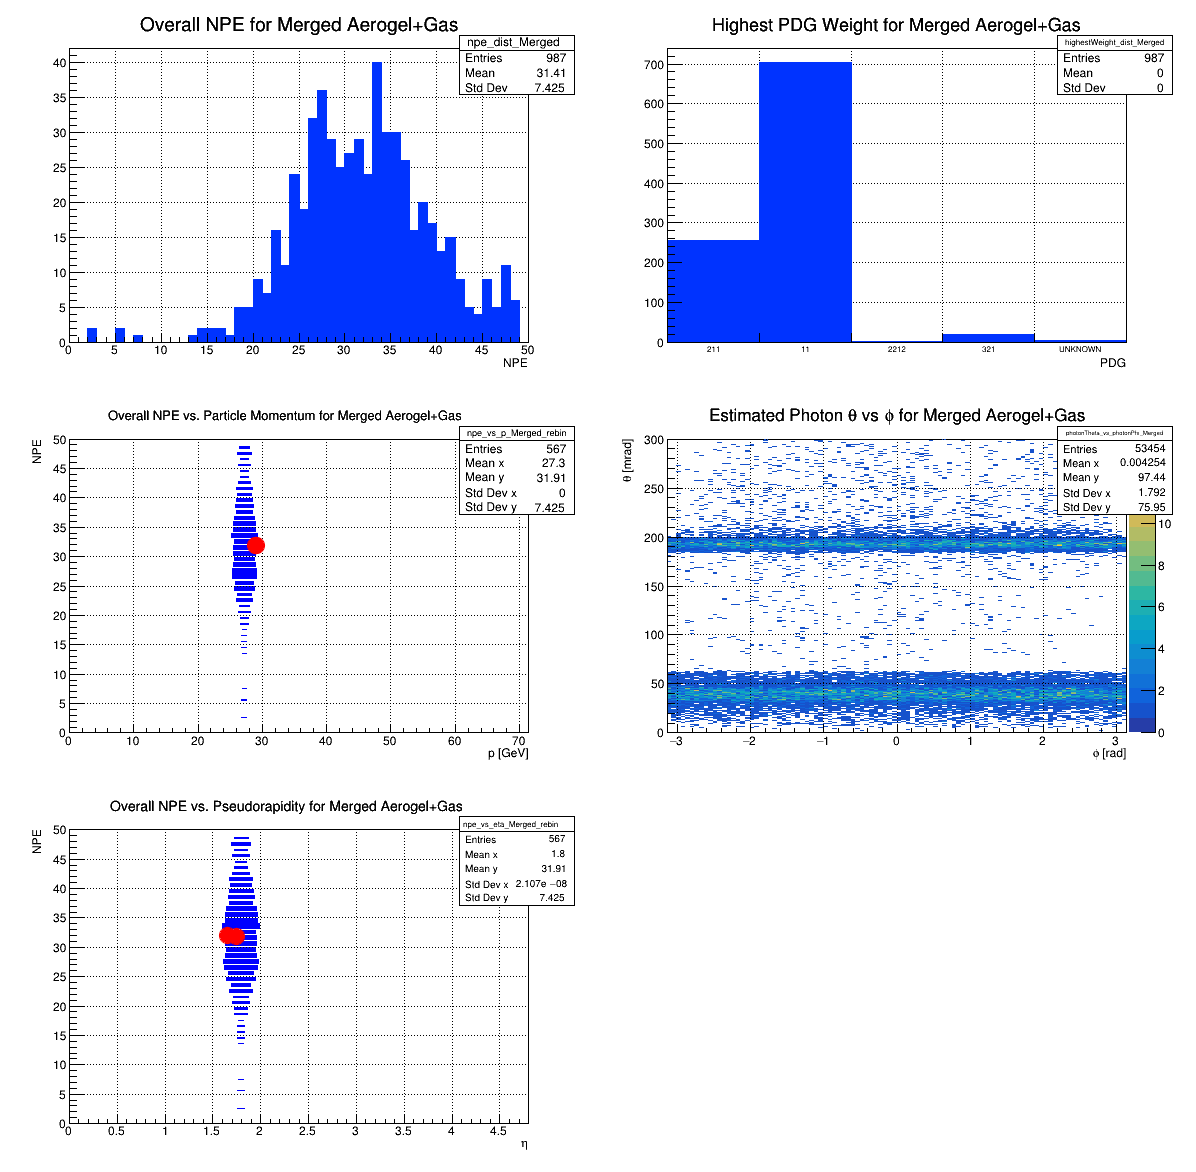 Overall NPE for Merged Aerogel+Gas
npe_dist_Merged
Entries 987
Mean 31.41
Std Dev 7.425
40
35
30
25
20
15
10
5
0
0 5 10 15 20 25 30 35 40 45 50
NPE
Highest PDG Weight for Merged Aerogel+Gas
highestWeight_dist_Merged
Entries 987
Mean 0
Std Dev 0
700
600
500
400
300
200
100
0
211 11 2212 321 UNKNOWN
PDG
Overall NPE vs. Particle Momentum for Merged Aerogel+Gas
npe_vs_p_Merged_rebin
Entries 567
Mean x 27.3
Mean y 31.91
Std Dev x 0
Std Dev y 7.425
NPE
50
45
40
35
30
25
20
15
10
5
0
0 10 20 30 40 50 60 70
p [GeV]
Estimated Photon θ vs ϕ for Merged Aerogel+Gas
photonTheta_vs_photonPhi_Merged
Entries 53454
Mean x 0.004254
Mean y 97.44
Std Dev x 1.792
Std Dev y 75.95
θ [mrad]
300
250
200
150
100
50
0
−3 −2 −1 0 1 2 3
ϕ [rad]
10
8
6
4
2
0
Overall NPE vs. Pseudorapidity for Merged Aerogel+Gas
npe_vs_eta_Merged_rebin
Entries 567
Mean x 1.8
Mean y 31.91
Std Dev x 2.107e −08
Std Dev y 7.425
NPE
50
45
40
35
30
25
20
15
10
5
0
0 0.5 1 1.5 2 2.5 3 3.5 4 4.5
η